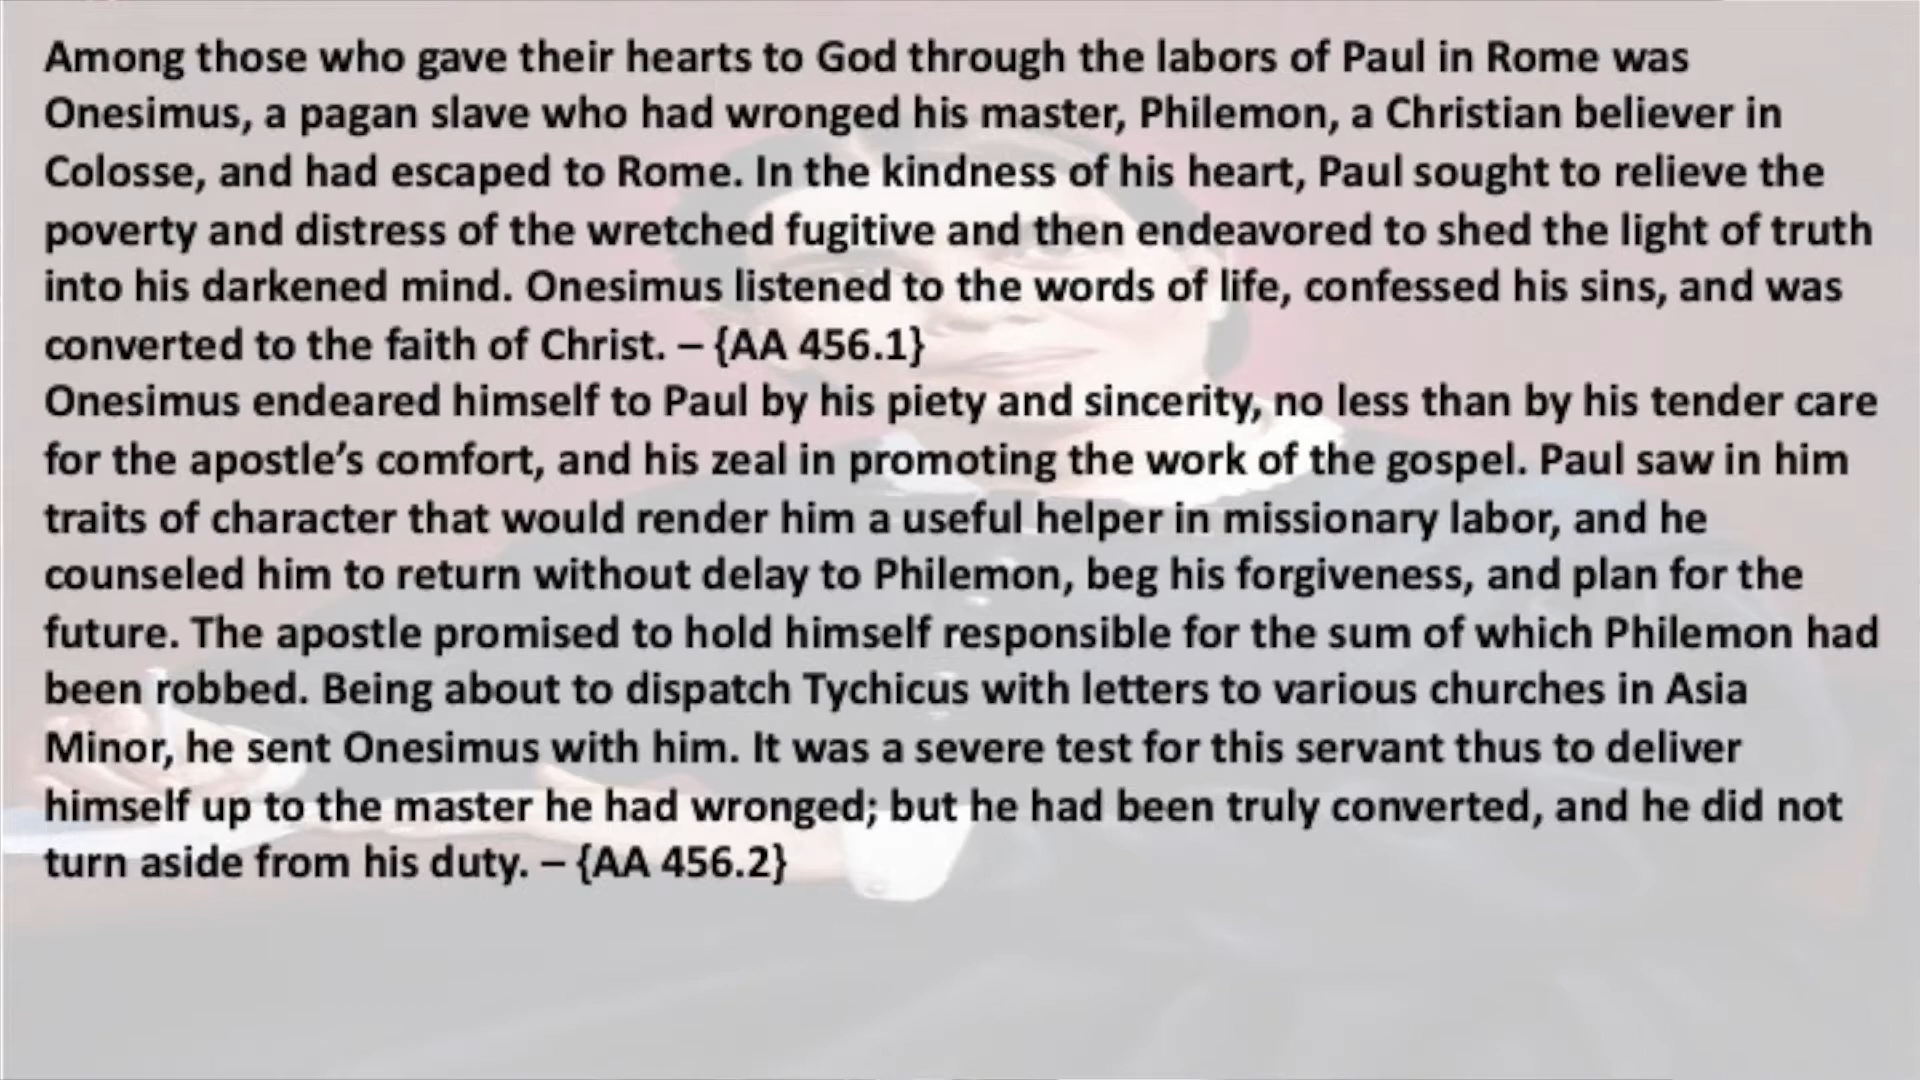 Among those who gave their hearts to God through the labors of Paul in Rome was
Onesimus, a pagan slave who had wronged his master, Philemon, a Christian believer in
Colosse, and had escaped to Rome. In the kindness of his heart, Paul sought to relieve the
poverty and distress of the wretched fugitive and then endeavored to shed the light of truth
into his darkened mind. Onesimus listened to the words of life, confessed his sins, and was
converted to the faith of Christ. – {AA 456.1}
Onesimus endeared himself to Paul by his piety and sincerity, no less than by his tender care
for the apostle’s comfort, and his zeal in promoting the work of the gospel. Paul saw in him
traits of character that would render him a useful helper in missionary labor, and he
counseled him to return without delay to Philemon, beg his forgiveness, and plan for the
future. The apostle promised to hold himself responsible for the sum of which Philemon had
been robbed. Being about to dispatch Tychicus with letters to various churches in Asia
Minor, he sent Onesimus with him. It was a severe test for this servant thus to deliver
himself up to the master he had wronged; but he had been truly converted, and he did not
turn aside from his duty. – {AA 456.2}